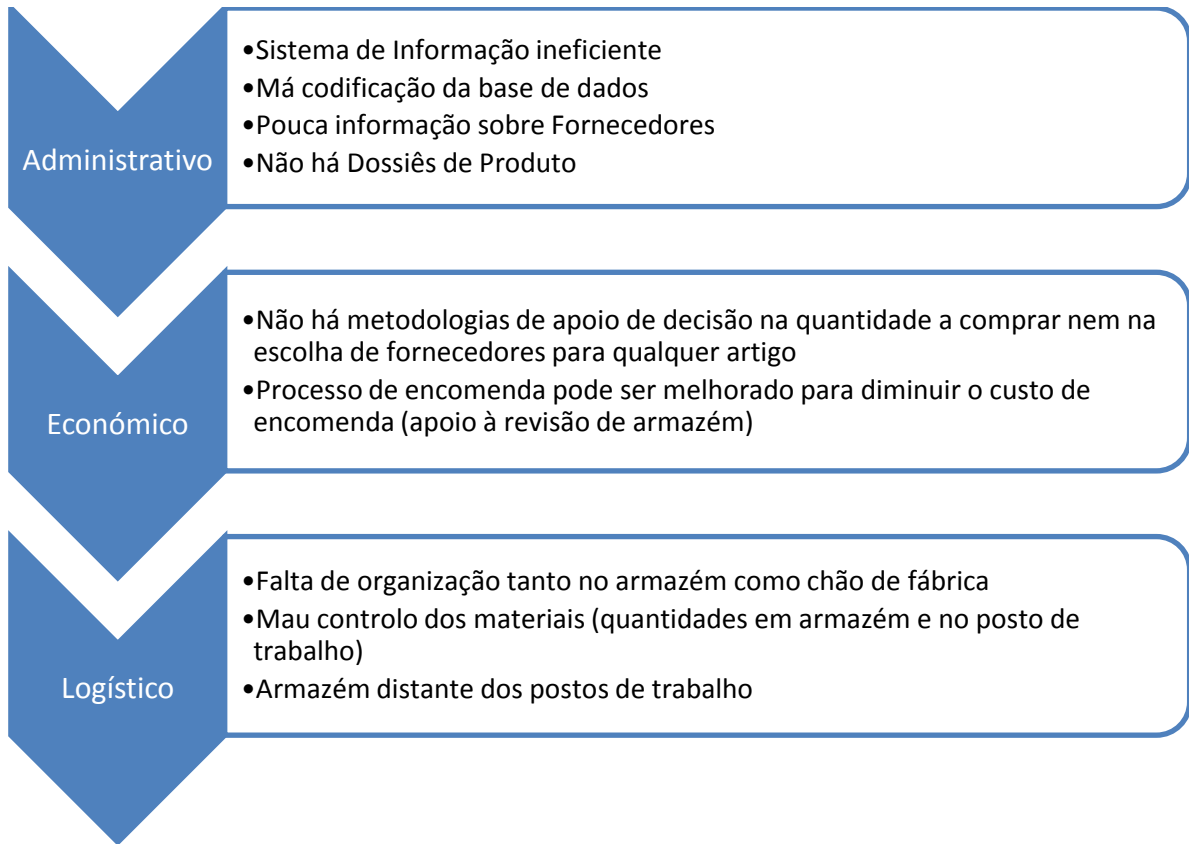 Administrativo
•Sistema de Informação ineficiente
•Má codificação da base de dados
•Pouca informação sobre Fornecedores
•Não há Dossiês de Produto
Económico
•Não há metodologias de apoio de decisão na quantidade a comprar nem na
escolha de fornecedores para qualquer artigo
•Processo de encomenda pode ser melhorado para diminuir o custo de
encomenda (apoio à revisão de armazém)
Logístico
•Falta de organização tanto no armazém como chão de fábrica
•Mau controlo dos materiais (quantidades em armazém e no posto de
trabalho)
•Armazém distante dos postos de trabalho